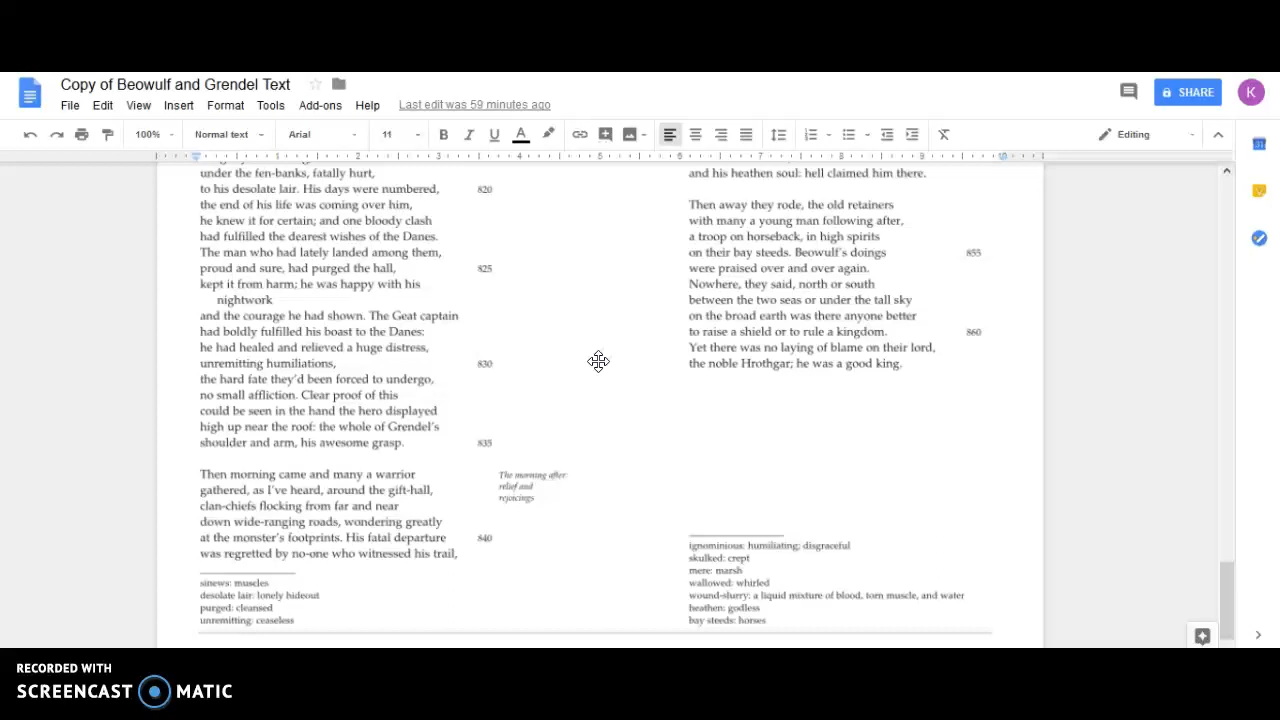 Copy of Beowulf and Grendel Text
K
SHARE
File Edit View Insert Format Tools Add-ons Help Last edit was 59 minutes ago
100% Normal text Arial 11 B I U A Editing
1 1 2 3 4 5 6 7 8 9
under the fen-banks, fatally hurt,
to his desolate lair. His days were numbered, 820
the end of his life was coming over him,
he knew it for certain; and one bloody clash
had fulfilled the dearest wishes of the Danes.
The man who had lately landed among them,
proud and sure, had purged the hall, 825
kept it from harm; he was happy with his
nightwork
and the courage he had shown. The Geat captain
had boldly fulfilled his boast to the Danes:
he had healed and relieved a huge distress,
unremitting humiliations, 830
the hard fate they'd been forced to undergo,
no small affliction. Clear proof of this
could be seen in the hand the hero displayed
high up near the roof: the whole of Grendel's
shoulder and arm, his awesome grasp. 835
Then morning came and many a warrior
gathered, as I've heard, around the gift-hall,
clan-chiefs flocking from far and near
down wide-ranging roads, wondering greatly
at the monster's footprints. His fatal departure 840
was regretted by no-one who witnessed his trail,
The morning after:
relief and
rejoicings
sinews: muscles
desolate lair: lonely hideout
purged: cleansed
unremitting: ceaseless
and his heathen soul: hell claimed him there.
Then away they rode, the old retainers
with many a young man following after,
a troop on horseback, in high spirits
on their bay steeds. Beowulf's doings 855
were praised over and over again.
Nowhere, they said, north or south
between the two seas or under the tall sky
on the broad earth was there anyone better
to raise a shield or to rule a kingdom. 860
Yet there was no laying of blame on their lord,
the noble Hrothgar; he was a good king.
ignominious: humiliating; disgraceful
skulked: crept
mere: marsh
wallowed: whirled
wound-slurry: a liquid mixture of blood, torn muscle, and water
heathen: godless
bay steeds: horses
RECORDED WITH
SCREENCAST MATIC